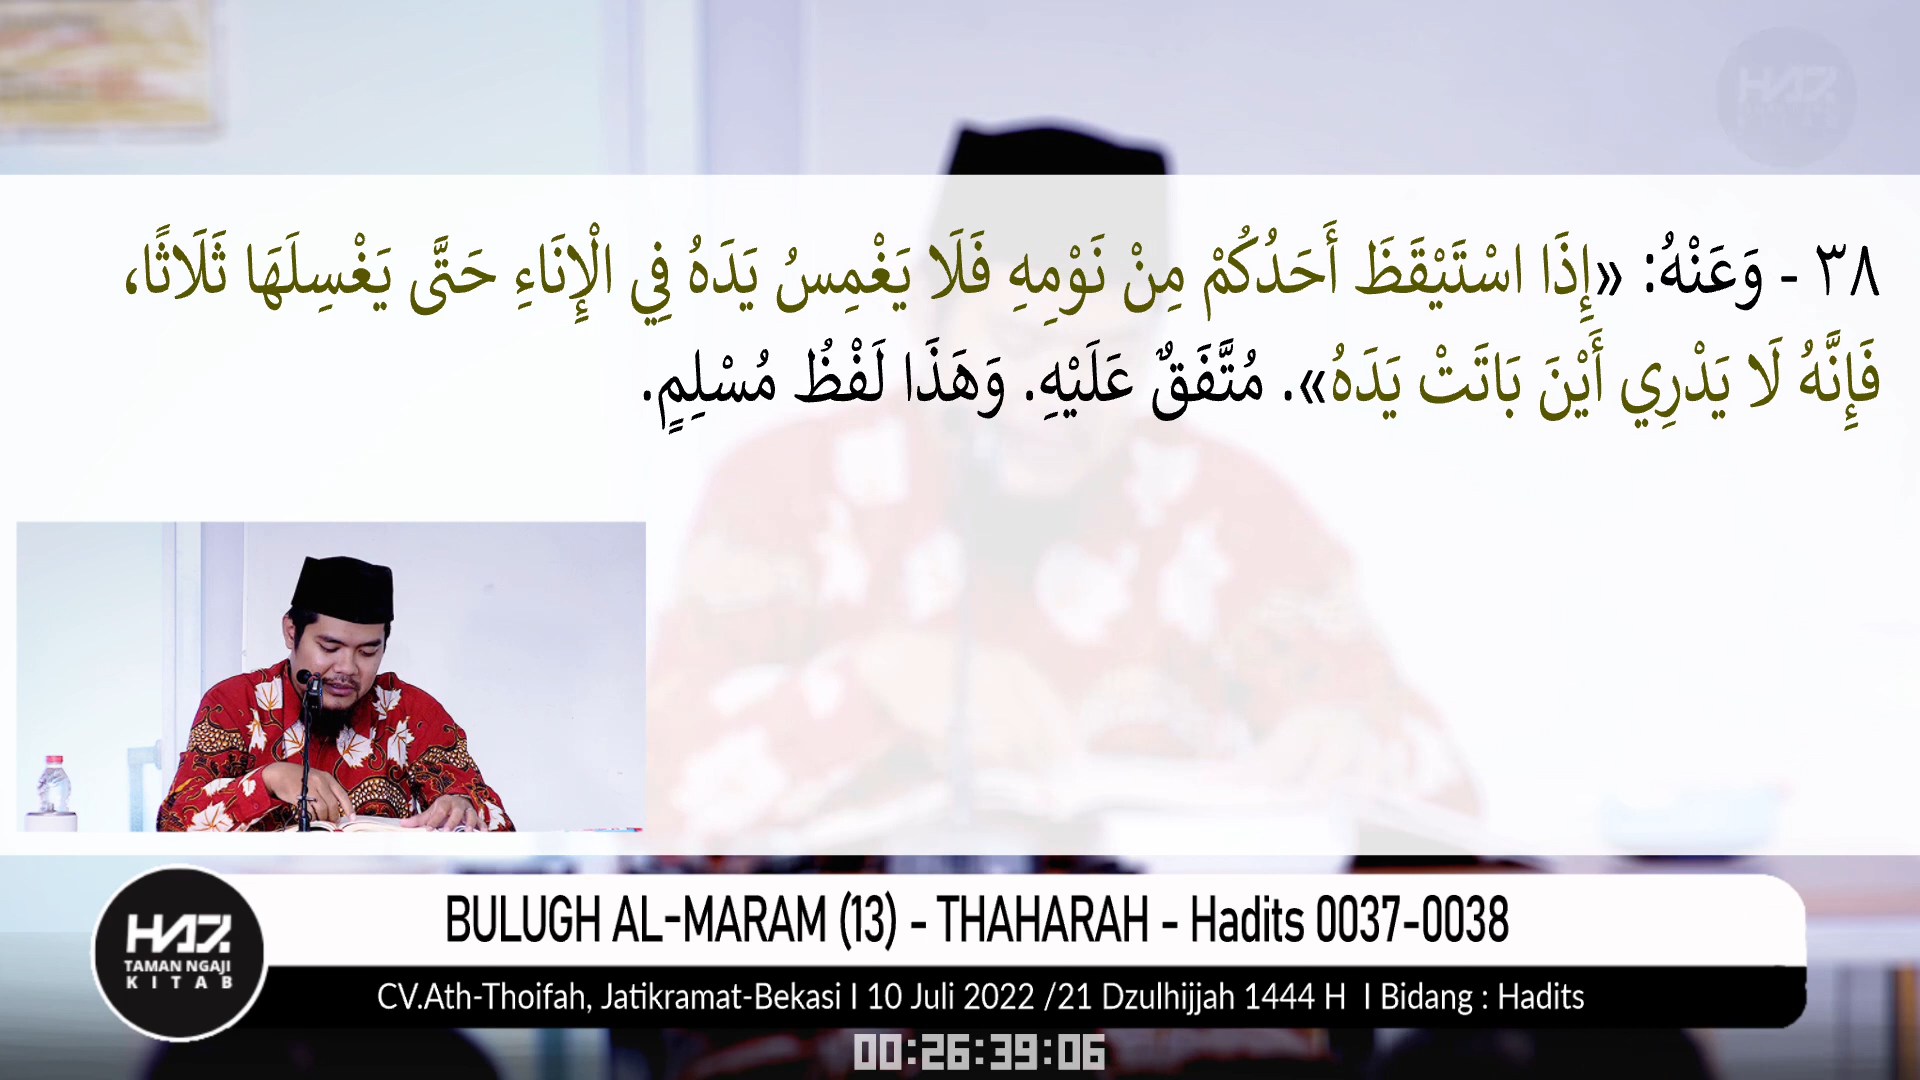 ٣٨ - وَعَنْهُ: «إِذَا اسْتَيْقَظَ أَحَدُكُمْ مِنْ نَوْمِهِ فَلَا يَغْمِسُ يَدَهُ فِي الْإِنَاءِ حَتَّى يَغْسِلَهَا ثَلَاثًا،
فَإِنَّهُ لَا يَدْرِي أَيْنَ بَاتَتْ يَدَهُ». مُتَّفَقٌ عَلَيْهِ. وَهَذَا لَفْظُ مُسْلِمٍ.
BULUGH AL-MARAM (13) - THAHARAH - Hadits 0037-0038
TAMAN NGAJI
KITAB
CV.Ath-Thoifah, Jatikramat-Bekasi I 10 Juli 2022 /21 Dzulhijjah 1444 H I Bidang : Hadits
00:26:39:06